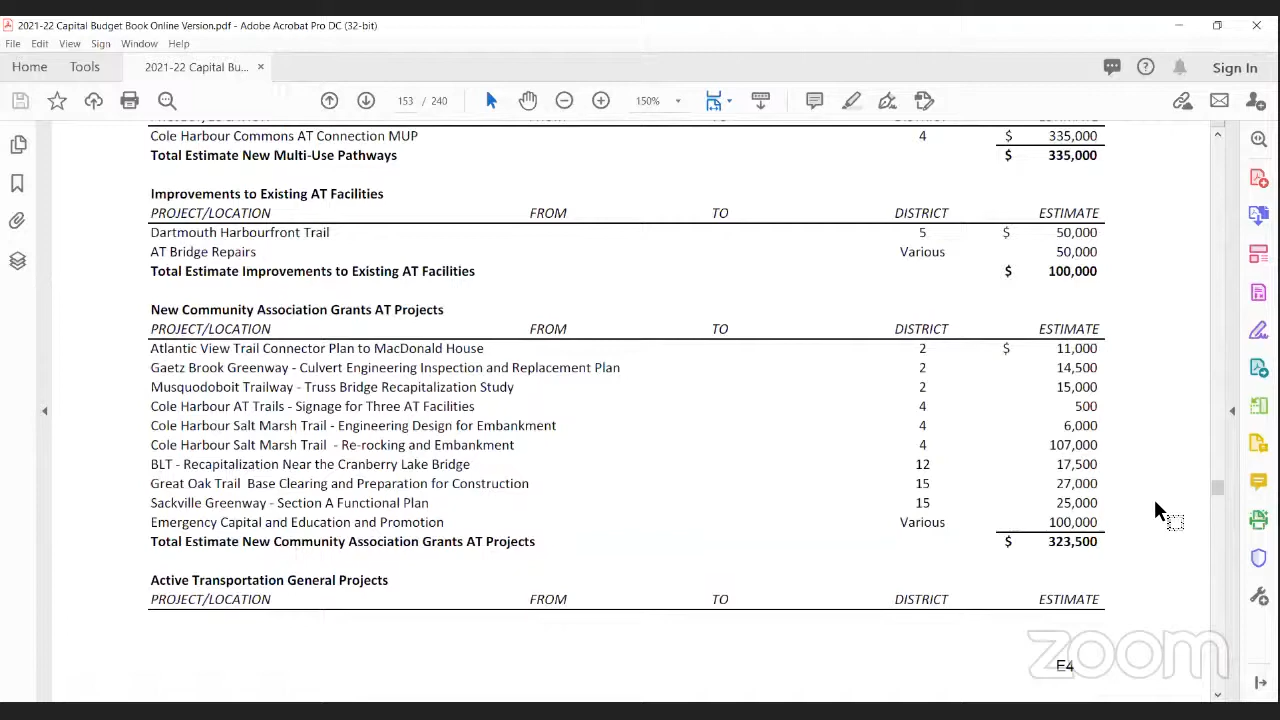 2021-22 Capital Budget Book Online Version.pdf - Adobe Acrobat Pro DC (32-bit)
File Edit View Sign Window Help
Home Tools 2021-22 Capital Bu... × Sign In
153 / 240 150%
Cole Harbour Commons AT Connection MUP 4 $ 335,000
Total Estimate New Multi-Use Pathways $ 335,000
Improvements to Existing AT Facilities
PROJECT/LOCATION FROM TO DISTRICT ESTIMATE
Dartmouth Harbourfront Trail 5 $ 50,000
AT Bridge Repairs Various 50,000
Total Estimate Improvements to Existing AT Facilities $ 100,000
New Community Association Grants AT Projects
PROJECT/LOCATION FROM TO DISTRICT ESTIMATE
Atlantic View Trail Connector Plan to MacDonald House 2 $ 11,000
Gaetz Brook Greenway - Culvert Engineering Inspection and Replacement Plan 2 14,500
Musquodoboit Trailway - Truss Bridge Recapitalization Study 2 15,000
Cole Harbour AT Trails - Signage for Three AT Facilities 4 500
Cole Harbour Salt Marsh Trail - Engineering Design for Embankment 4 6,000
Cole Harbour Salt Marsh Trail - Re-rocking and Embankment 4 107,000
BLT - Recapitalization Near the Cranberry Lake Bridge 12 17,500
Great Oak Trail Base Clearing and Preparation for Construction 15 27,000
Sackville Greenway - Section A Functional Plan 15 25,000
Emergency Capital and Education and Promotion Various 100,000
Total Estimate New Community Association Grants AT Projects $ 323,500
Active Transportation General Projects
PROJECT/LOCATION FROM TO DISTRICT ESTIMATE
zoom
E4